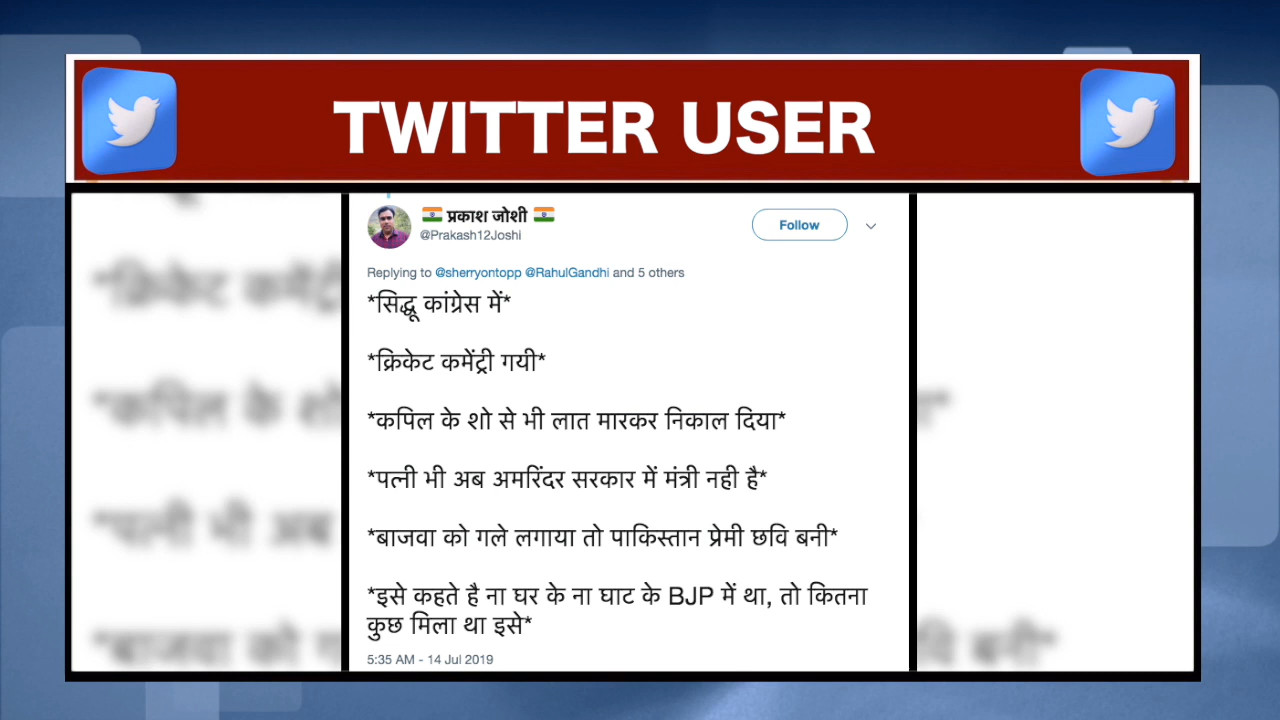 TWITTER USER
प्रकाश जोशी
@Prakash12Joshi
Follow
Replying to @sherryontopp @RahulGandhi and 5 others
*सिद्धू कांग्रेस में*
*क्रिकेट कमेंट्री गयी*
*कपिल के शो से भी लात मारकर निकाल दिया*
*पत्नी भी अब अमरिंदर सरकार में मंत्री नही है*
*बाजवा को गले लगाया तो पाकिस्तान प्रेमी छवि बनी*
*इसे कहते है ना घर के ना घाट के BJP में था, तो कितना
कुछ मिला था इसे*
5:35 AM - 14 Jul 2019